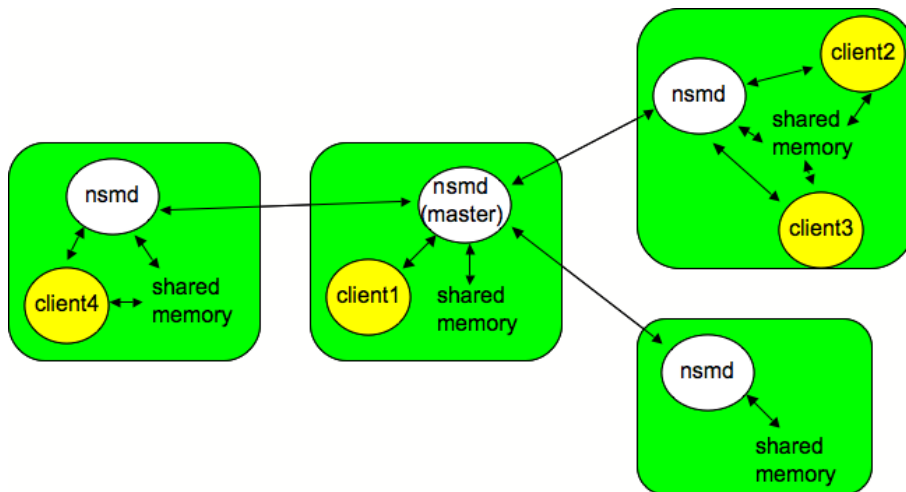 nsmd
client4
shared
memory
nsmd
(master)
client1
shared
memory
client2
nsmd
shared
memory
client3
nsmd
shared
memory